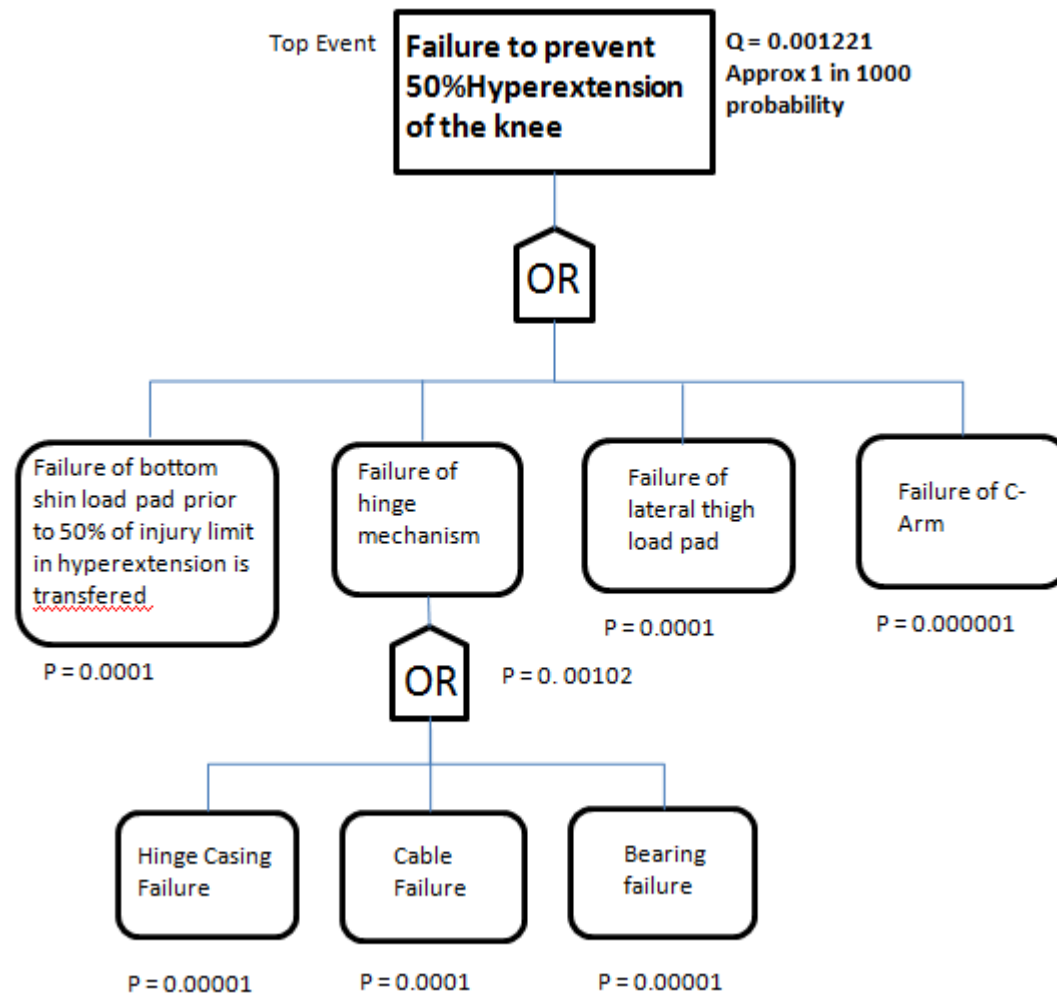 Top Event
Failure to prevent
50%Hyperextension
of the knee
Q = 0.001221
Approx 1 in 1000
probability
OR
Failure of bottom
shin load pad prior
to 50% of injury limit
in hyperextension is
transfered
P = 0.0001
Failure of
hinge
mechanism
Failure of
lateral thigh
load pad
P = 0.0001
Failure of C-
Arm
P = 0.000001
OR
P = 0. 00102
Hinge Casing
Failure
P = 0.00001
Cable
Failure
P = 0.0001
Bearing
failure
P = 0.00001